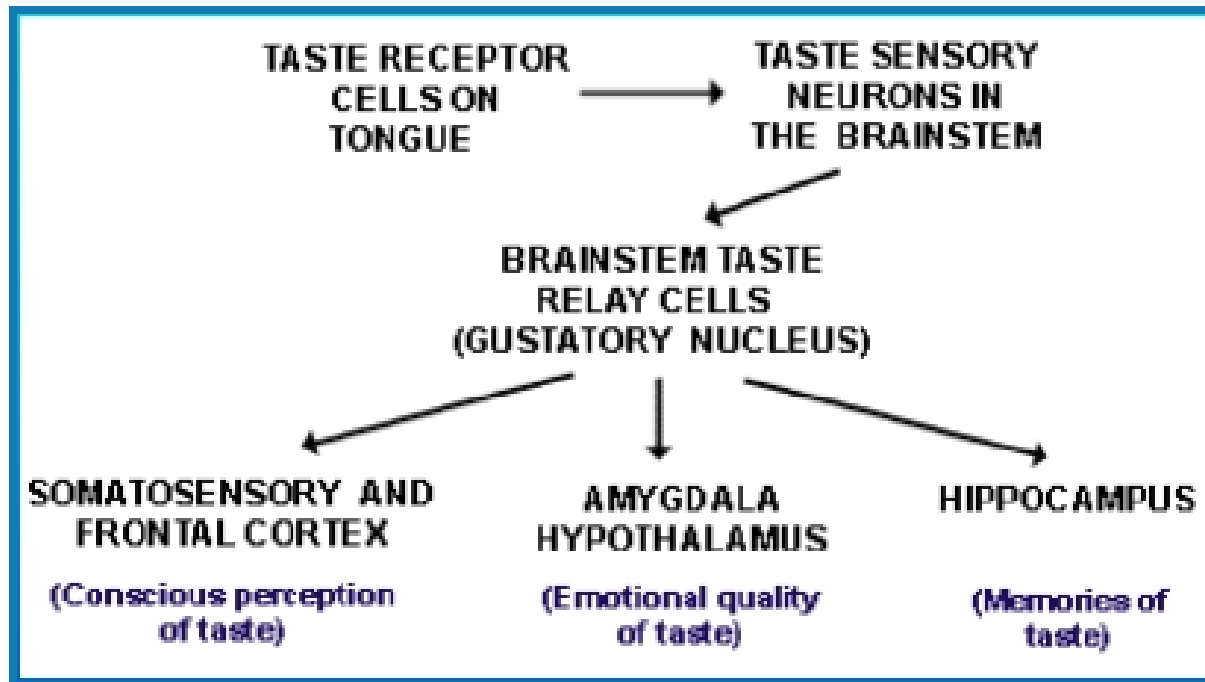 TASTE RECEPTOR
CELLS ON
TONGUE
TASTE SENSORY
NEURONS IN
THE BRAINSTEM
BRAINSTEM TASTE
RELAY CELLS
(GUSTATORY NUCLEUS)
SOMATOSENSORY AND
FRONTAL CORTEX
(Conscious perception
of taste)
AMYGDALA
HYPOTHALAMUS
(Emotional quality
of taste)
HIPPOCAMPUS
(Memories of
taste)